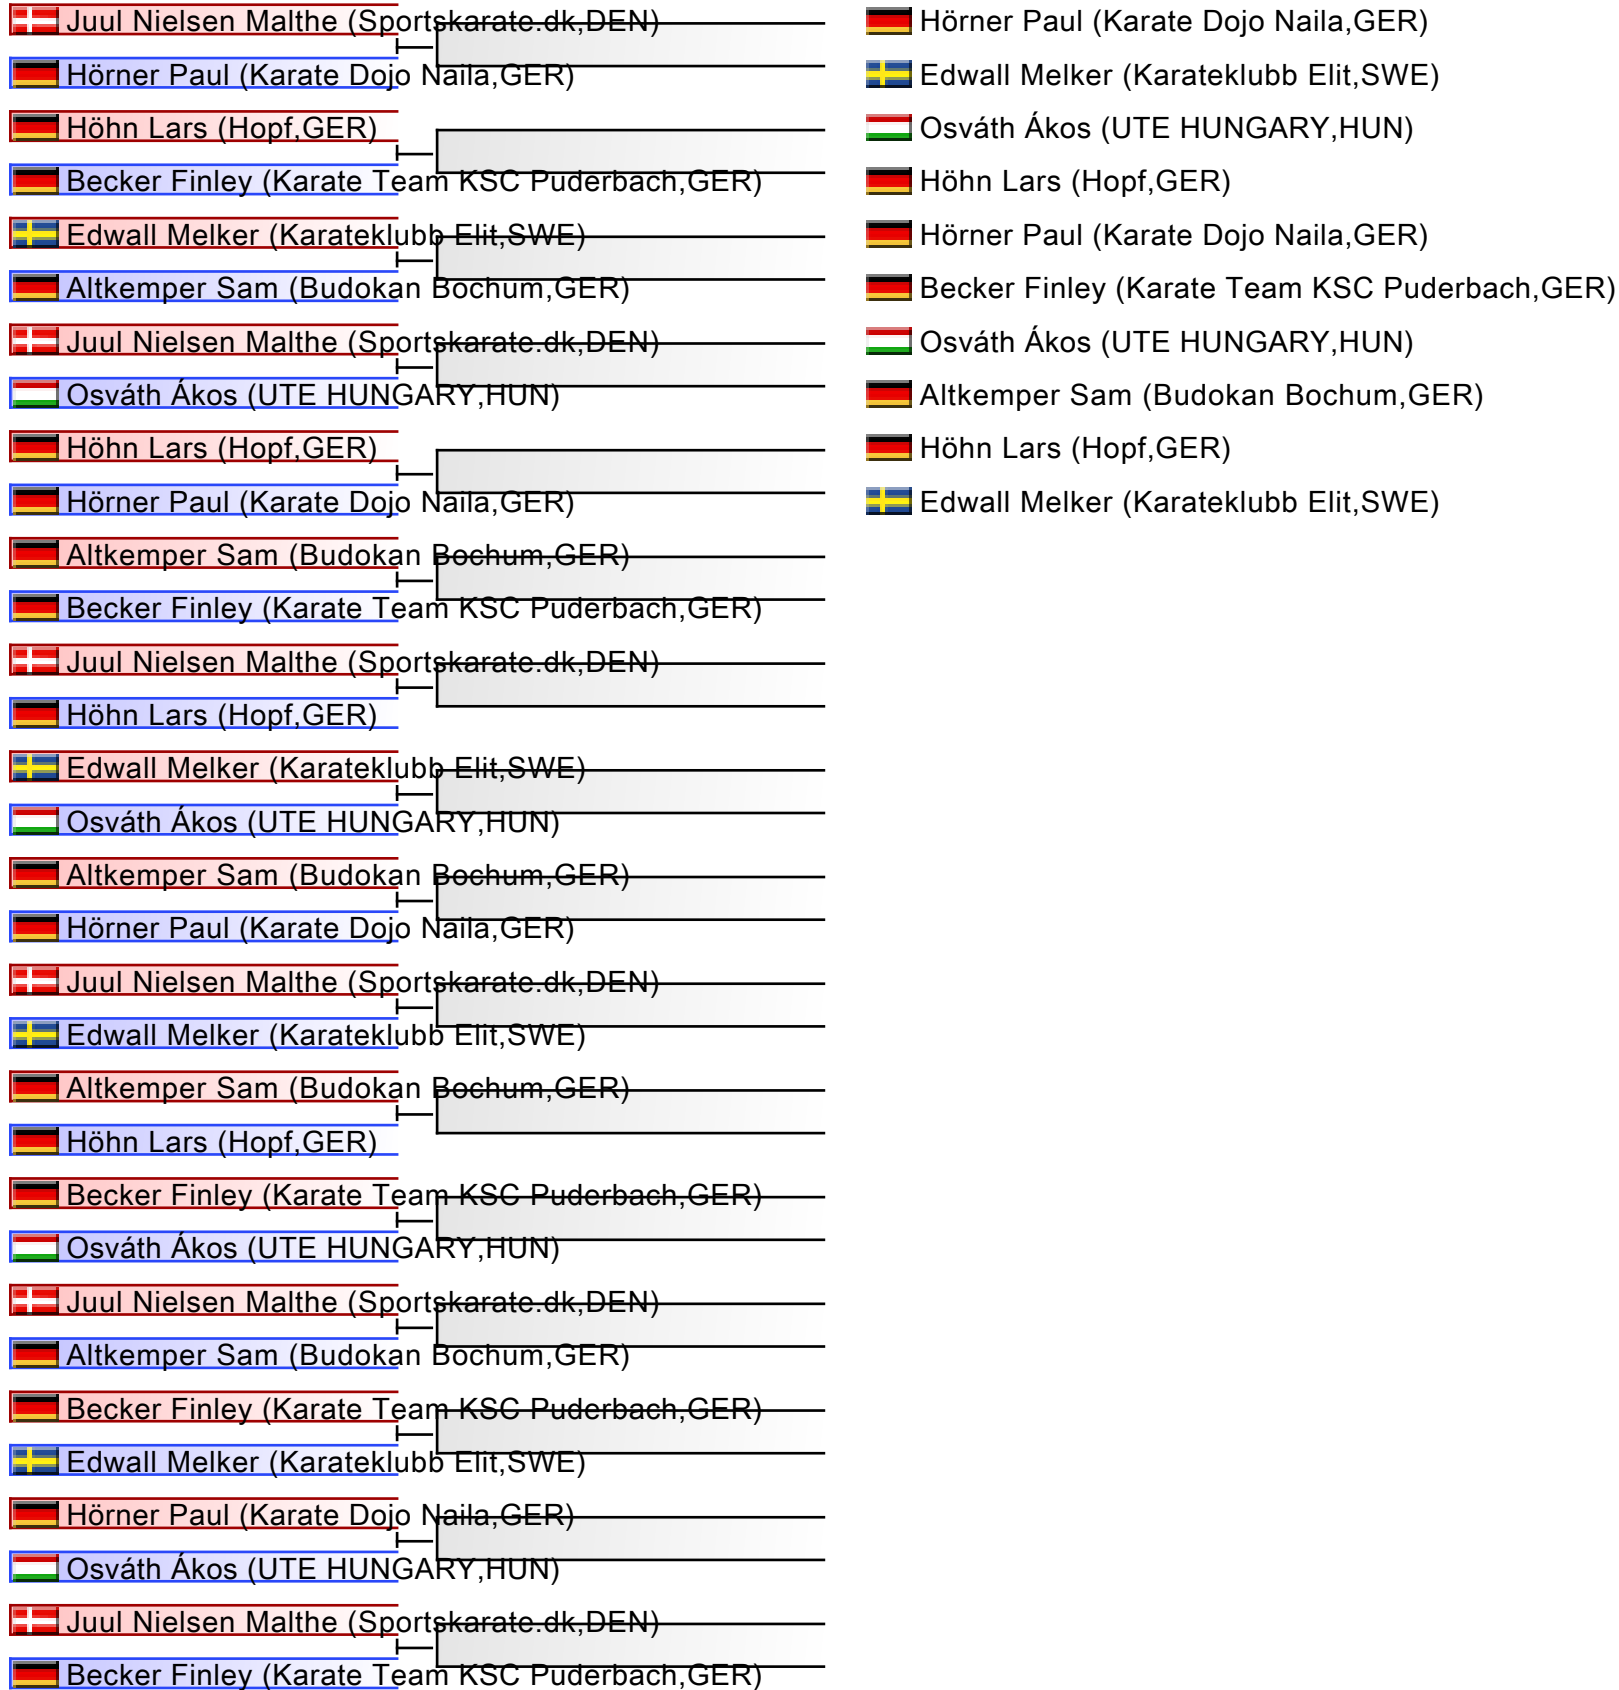 Juul Nielsen Malthe (Sportskarate.dk,DEN)
Hörner Paul (Karate Dojo Naila,GER)
Höhn Lars (Hopf,GER)
Becker Finley (Karate Team KSC Puderbach,GER)
Edwall Melker (Karateklubb Elit,SWE)
Altkemper Sam (Budokan Bochum,GER)
Juul Nielsen Malthe (Sportskarate.dk,DEN)
Osváth Ákos (UTE HUNGARY,HUN)
Höhn Lars (Hopf,GER)
Hörner Paul (Karate Dojo Naila,GER)
Altkemper Sam (Budokan Bochum,GER)
Becker Finley (Karate Team KSC Puderbach,GER)
Juul Nielsen Malthe (Sportskarate.dk,DEN)
Höhn Lars (Hopf,GER)
Edwall Melker (Karateklubb Elit,SWE)
Osváth Ákos (UTE HUNGARY,HUN)
Altkemper Sam (Budokan Bochum,GER)
Hörner Paul (Karate Dojo Naila,GER)
Juul Nielsen Malthe (Sportskarate.dk,DEN)
Edwall Melker (Karateklubb Elit,SWE)
Altkemper Sam (Budokan Bochum,GER)
Höhn Lars (Hopf,GER)
Becker Finley (Karate Team KSC Puderbach,GER)
Osváth Ákos (UTE HUNGARY,HUN)
Juul Nielsen Malthe (Sportskarate.dk,DEN)
Altkemper Sam (Budokan Bochum,GER)
Becker Finley (Karate Team KSC Puderbach,GER)
Edwall Melker (Karateklubb Elit,SWE)
Hörner Paul (Karate Dojo Naila,GER)
Osváth Ákos (UTE HUNGARY,HUN)
Juul Nielsen Malthe (Sportskarate.dk,DEN)
Becker Finley (Karate Team KSC Puderbach,GER)
Hörner Paul (Karate Dojo Naila,GER)
Edwall Melker (Karateklubb Elit,SWE)
Osváth Ákos (UTE HUNGARY,HUN)
Höhn Lars (Hopf,GER)
Hörner Paul (Karate Dojo Naila,GER)
Becker Finley (Karate Team KSC Puderbach,GER)
Osváth Ákos (UTE HUNGARY,HUN)
Altkemper Sam (Budokan Bochum,GER)
Höhn Lars (Hopf,GER)
Edwall Melker (Karateklubb Elit,SWE)